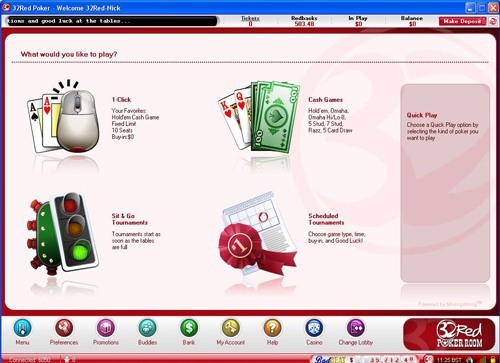 32Red Poker - Welcome 32Red-Nick
tions and good luck at the tables...
Tickets
0
Redbacks
503.48
In Play
$0
Balance
$0
Make Deposit
What would you like to play?
1-Click
Your Favorites:
Hold'em Cash Game
Fixed Limit
10 Seats
Buy-in:$0
Cash Games
Hold'em, Omaha,
Omaha Hi/Lo-8,
5 Stud, 7 Stud,
Razz, 5 Card Draw
Quick Play
Choose a Quick Play option by
selecting the kind of poker you
want to play
Sit & Go
Tournaments
Tournaments start as
soon as the tables
are full
Scheduled
Tournaments
Choose game type, time,
buy-in, and Good Luck!
Powered by Microgaming
Menu
Preferences
Promotions
Buddies
Bank
My Account
Help
Casino
Change Lobby
32Red
POKER ROOM
Connected: 6050
0
11:25 BST